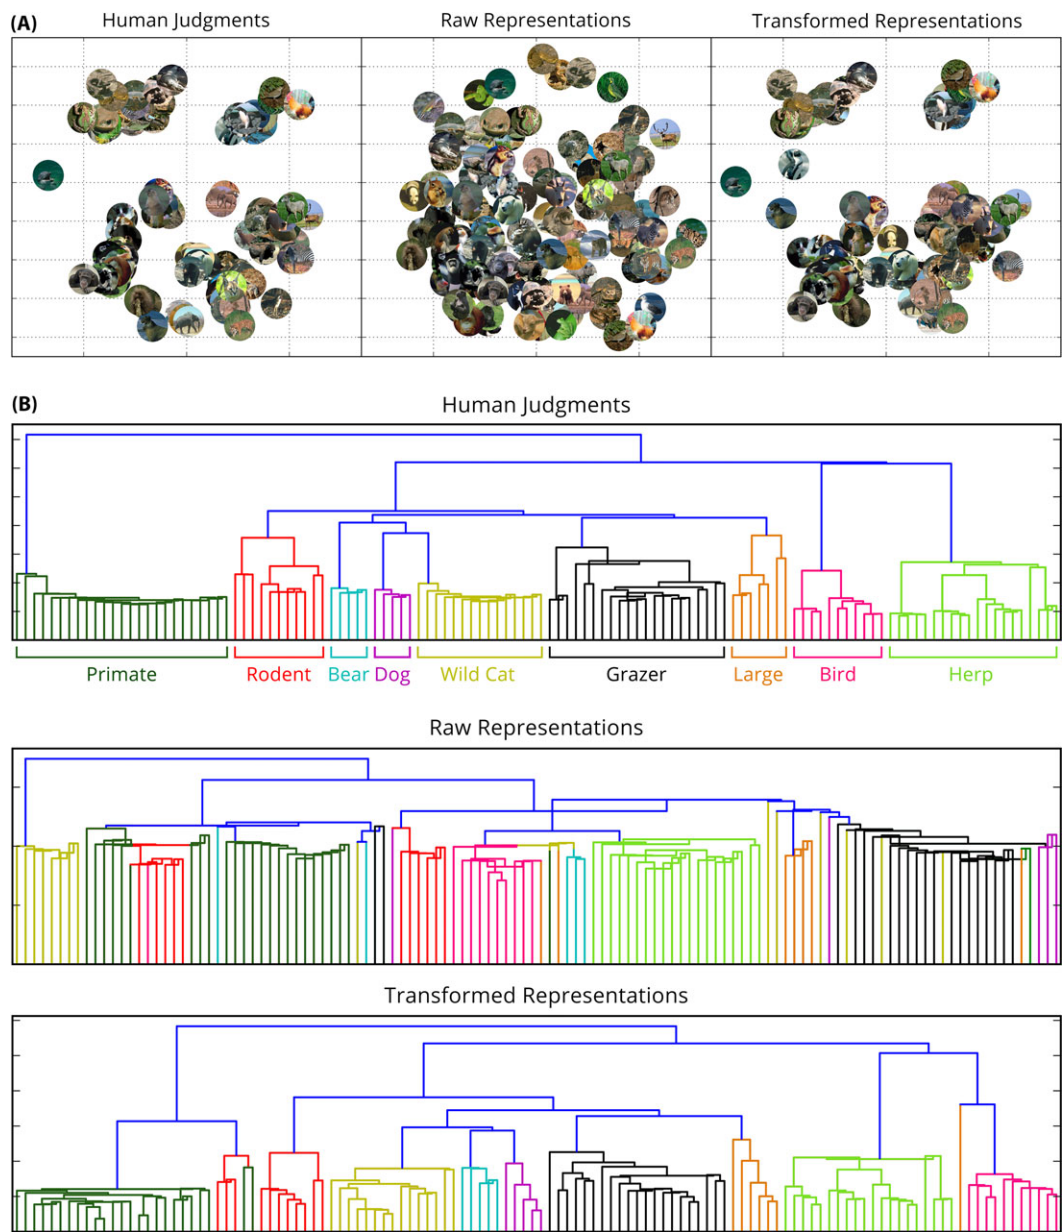 (A) Human Judgments Raw Representations Transformed Representations
(B)
Human Judgments
Primate Rodent Bear Dog Wild Cat Grazer Large Bird Herp
Raw Representations
Transformed Representations